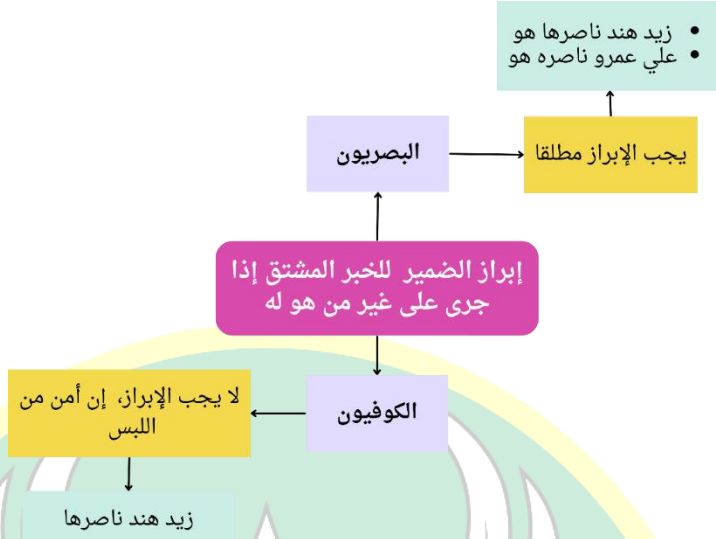 زيد هند ناصرها هو
علي عمرو ناصره هو
البصريون
يجب الإبراز مطلقا
إبراز الضمير للخبر المشتق إذا
جرى على غير من هو له
الكوفيون
لا يجب الإبراز، إن أمن من
اللبس
زيد هند ناصرها